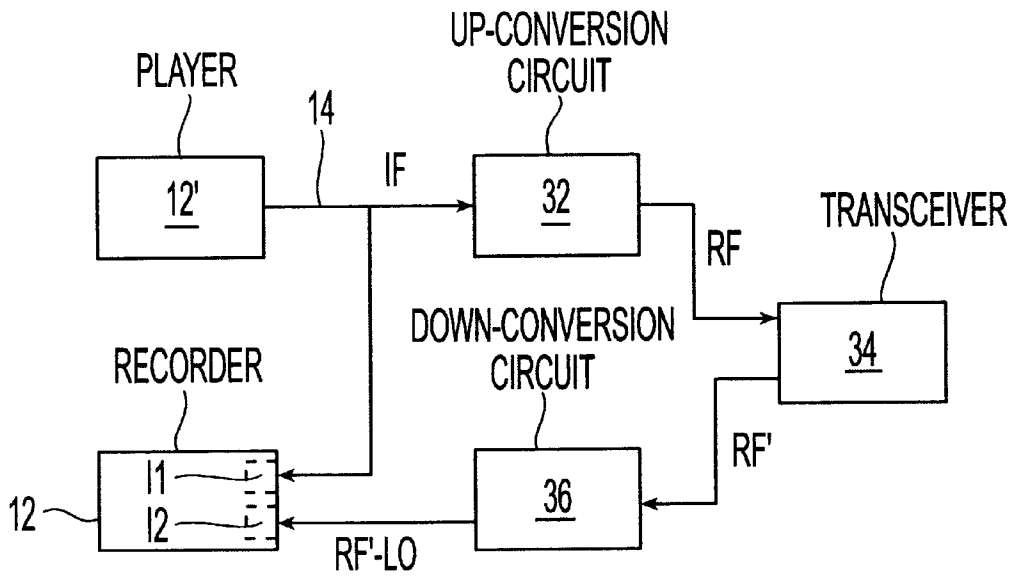 UP-CONVERSION
CIRCUIT
PLAYER
14
IF
12'
32
TRANSCEIVER
RF
DOWN-CONVERSION
CIRCUIT
34
RECORDER
RF'
I1
12
I2
36
RF'-LO